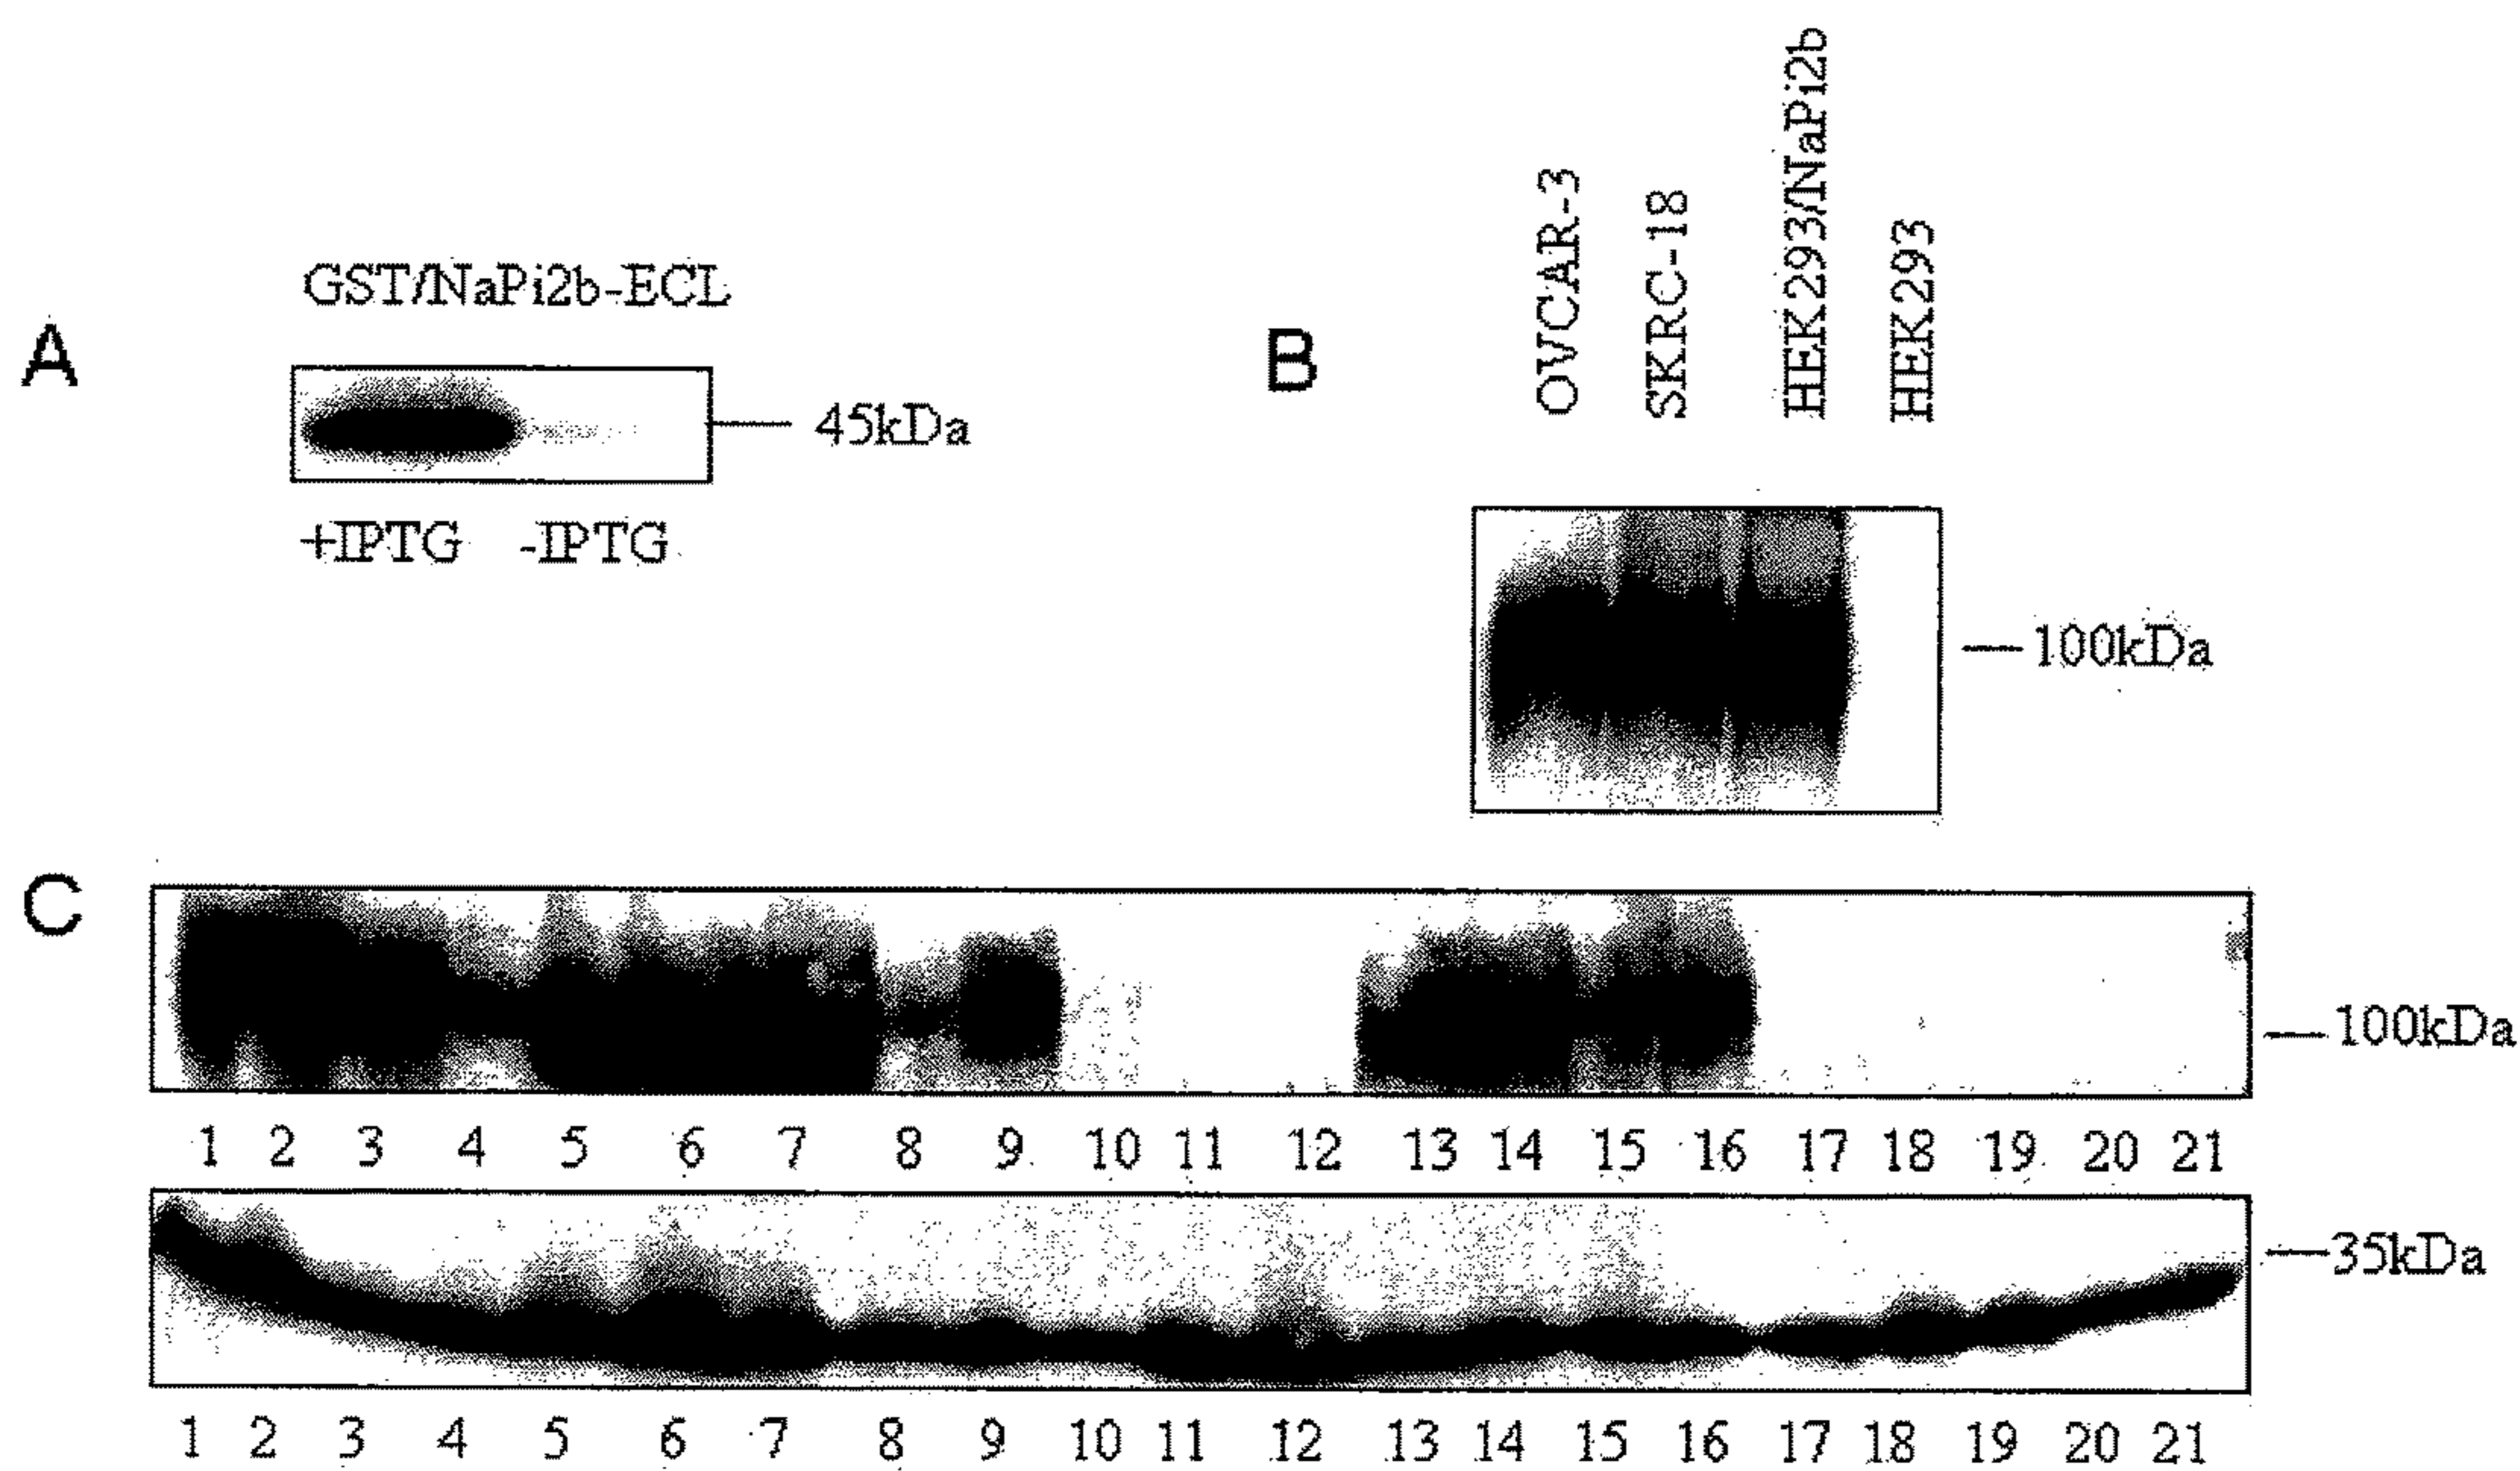 A
GST/NaPi2b-ECL
45kDa
+IPTG -IPTG
B
OVCAR-3
SKRC-18
HEK293/NaPi2b
HEK293
100kDa
C
100kDa
1 2 3 4 5 6 7 8 9 10 11 12 13 14 15 16 17 18 19 20 21
35kDa
1 2 3 4 5 6 7 8 9 10 11 12 13 14 15 16 17 18 19 20 21